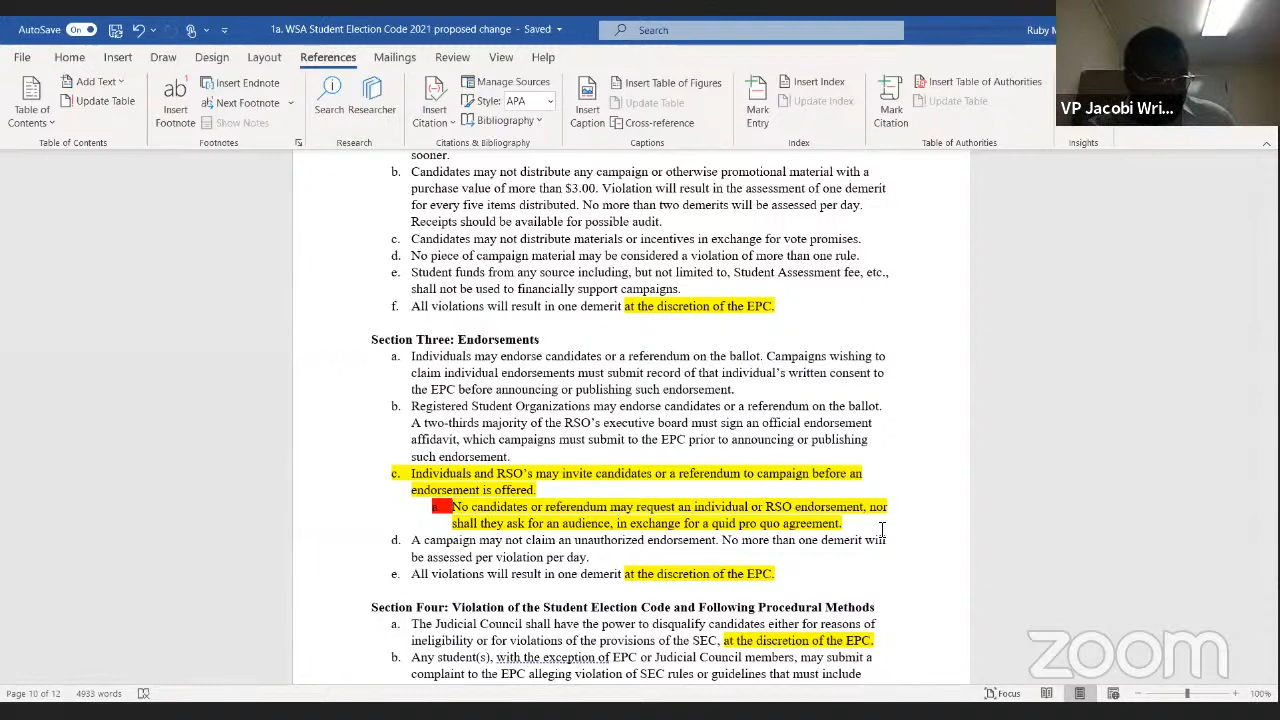 AutoSave On 1a. WSA Student Election Code 2021 proposed change - Saved Search Ruby M
File Home Insert Draw Design Layout References Mailings Review View Help
Table of Contents Add Text Update Table Table of Contents
Insert Footnote Insert Endnote Next Footnote Show Notes Footnotes
Search Researcher Research
Insert Citation Manage Sources Style: APA Bibliography Citations & Bibliography
Insert Caption Insert Table of Figures Update Table Cross-reference Captions
Mark Entry Insert Index Update Index Index
Mark Citation Insert Table of Authorities Update Table Table of Authorities
Insights
VP Jacobi Wri...
sooner.
b. Candidates may not distribute any campaign or otherwise promotional material with a
purchase value of more than $3.00. Violation will result in the assessment of one demerit
for every five items distributed. No more than two demerits will be assessed per day.
Receipts should be available for possible audit.
c. Candidates may not distribute materials or incentives in exchange for vote promises.
d. No piece of campaign material may be considered a violation of more than one rule.
e. Student funds from any source including, but not limited to, Student Assessment fee, etc.,
shall not be used to financially support campaigns.
f. All violations will result in one demerit at the discretion of the EPC.
Section Three: Endorsements
a. Individuals may endorse candidates or a referendum on the ballot. Campaigns wishing to
claim individual endorsements must submit record of that individual's written consent to
the EPC before announcing or publishing such endorsement.
b. Registered Student Organizations may endorse candidates or a referendum on the ballot.
A two-thirds majority of the RSO's executive board must sign an official endorsement
affidavit, which campaigns must submit to the EPC prior to announcing or publishing
such endorsement.
c. Individuals and RSO's may invite candidates or a referendum to campaign before an
endorsement is offered.
No candidates or referendum may request an individual or RSO endorsement, nor
shall they ask for an audience, in exchange for a quid pro quo agreement.
d. A campaign may not claim an unauthorized endorsement. No more than one demerit will
be assessed per violation per day.
e. All violations will result in one demerit at the discretion of the EPC.
Section Four: Violation of the Student Election Code and Following Procedural Methods
a. The Judicial Council shall have the power to disqualify candidates either for reasons of
ineligibility or for violations of the provisions of the SEC, at the discretion of the EPC.
b. Any student(s), with the exception of EPC or Judicial Council members, may submit a
complaint to the EPC alleging violation of SEC rules or guidelines that must include
zoom
Page 10 of 12 4933 words Focus 100%